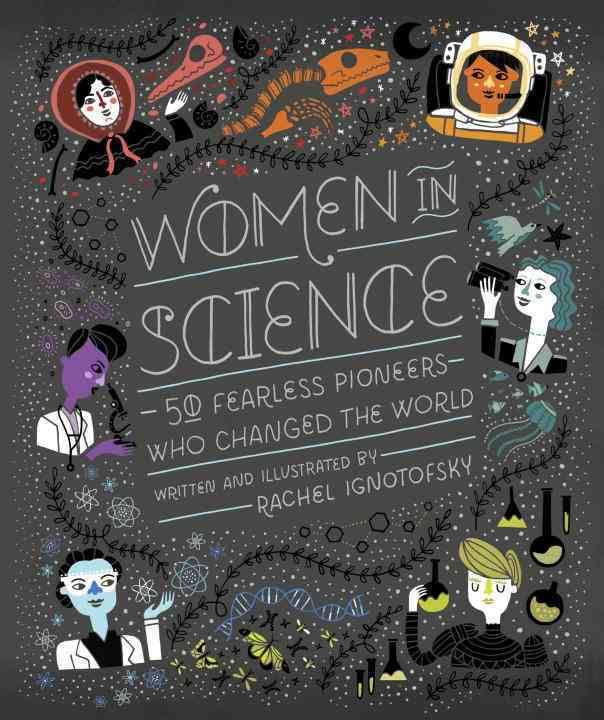 WOMEN IN
SCIENCE
– 50 FEARLESS PIONEERS –
WHO CHANGED THE WORLD
WRITTEN AND ILLUSTRATED BY
RACHEL IGNOTOFSKY